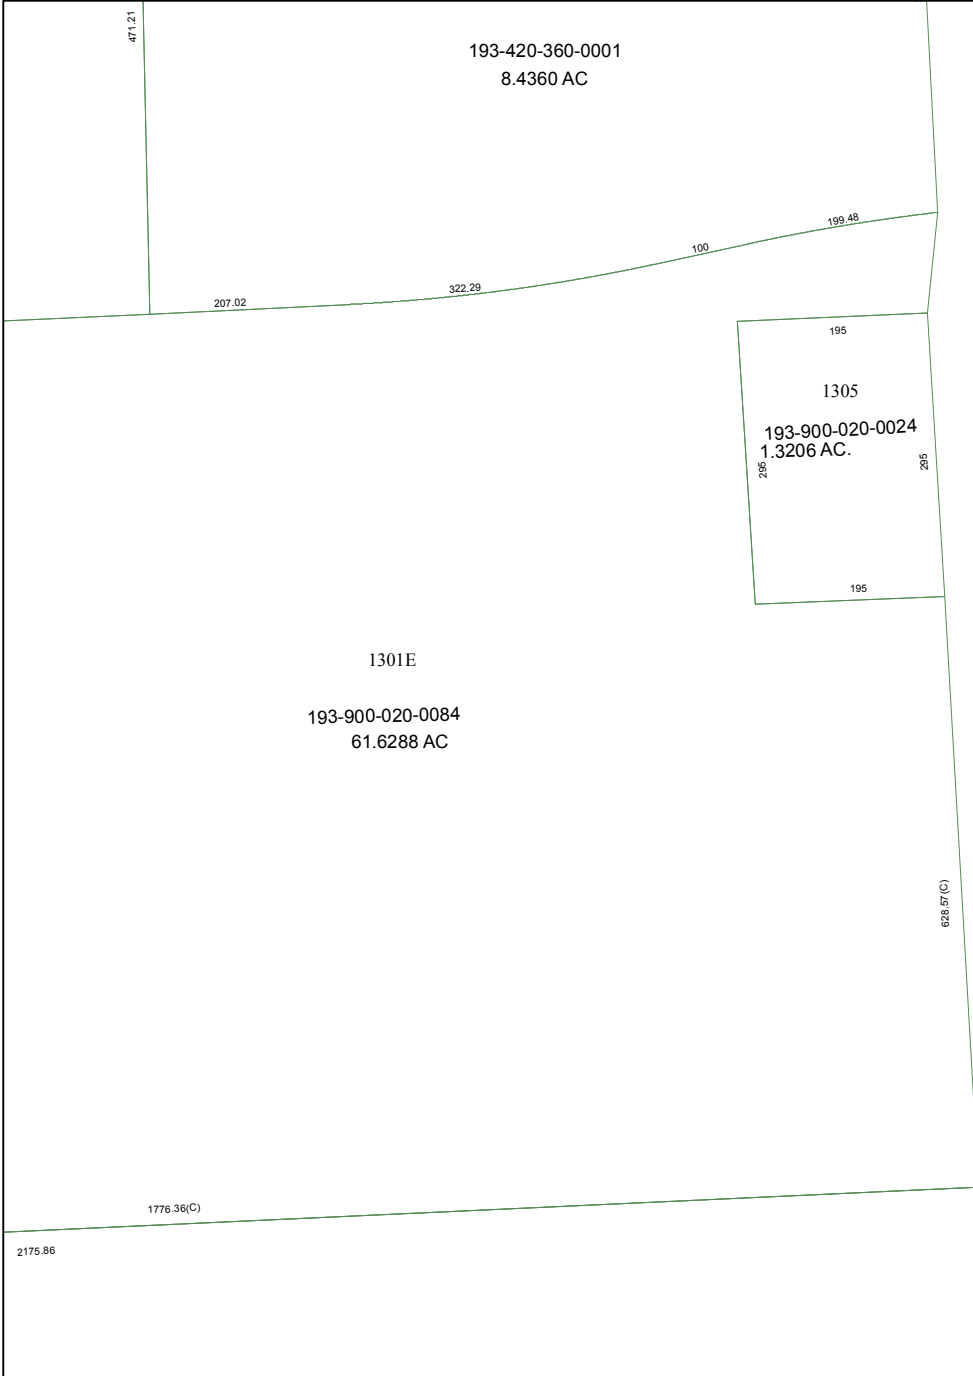 471.21
193-420-360-0001
8.4360 AC
199.48
100
322.29
207.02
195
1305
193-900-020-0024
1.3206 AC.
295
295
195
1301E
193-900-020-0084
61.6288 AC
628.57(C)
1776.36(C)
2175.86